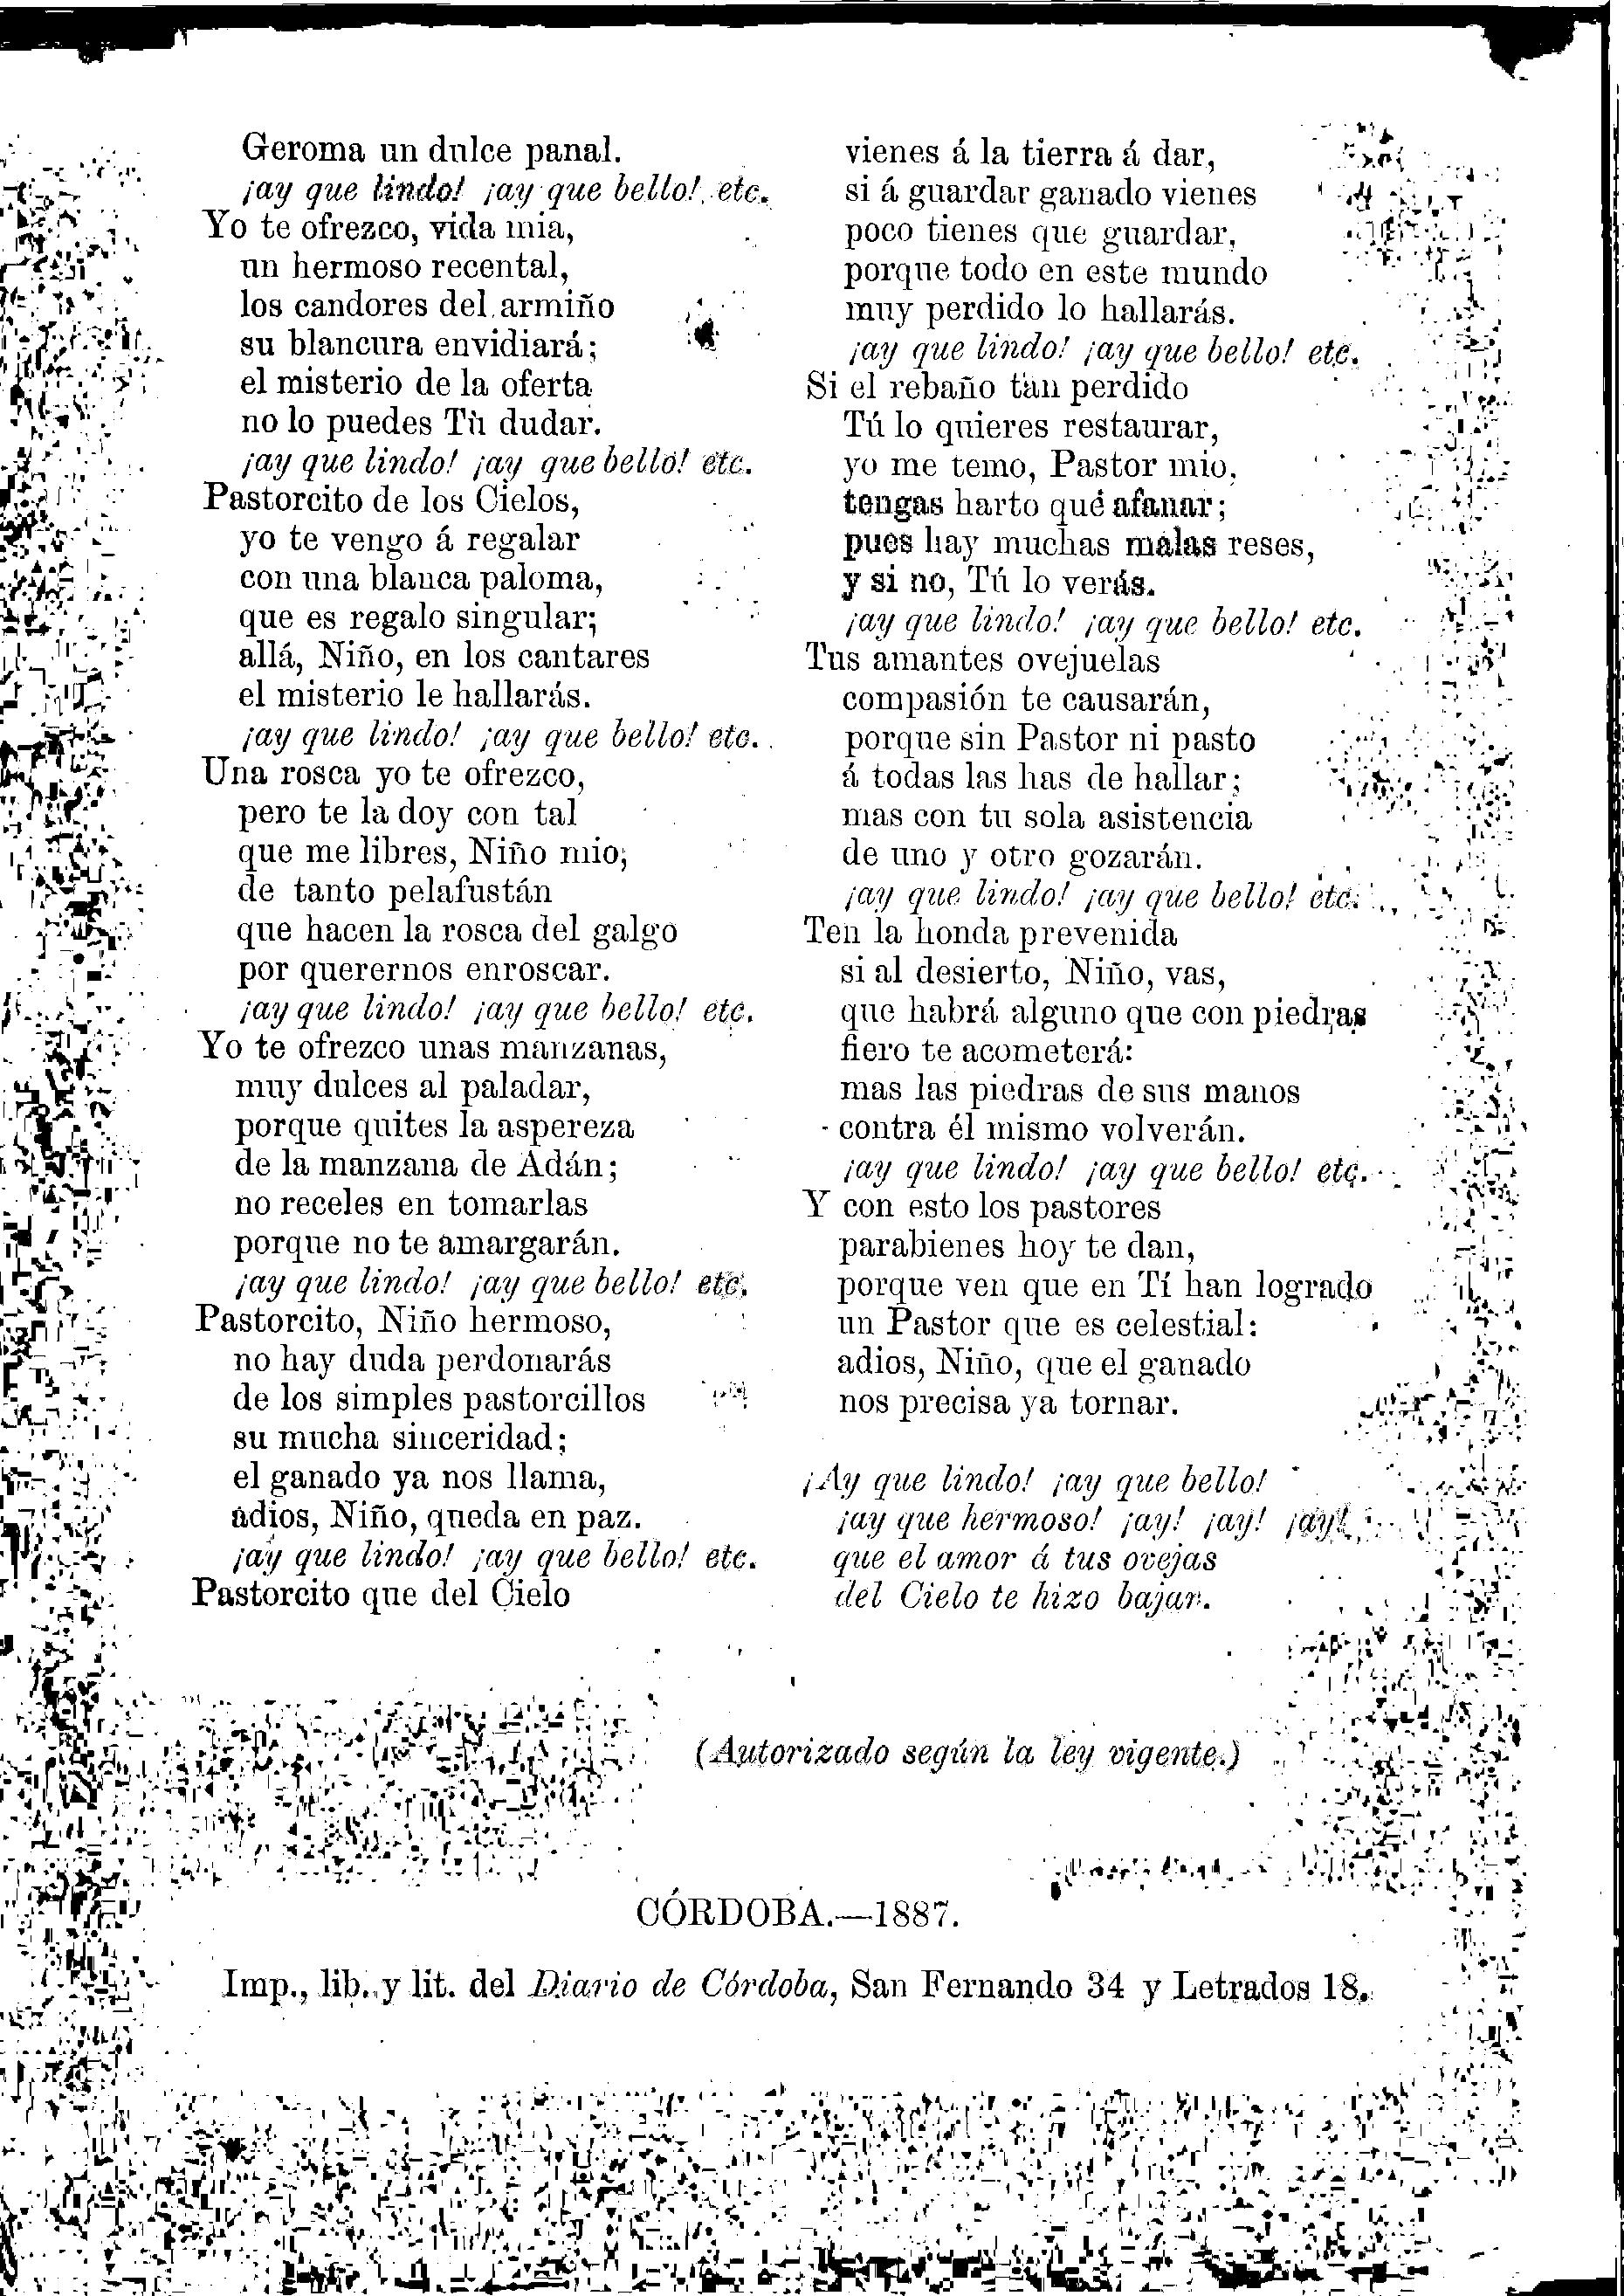 Geroma un dulce panal.
¡ay que lindo! ¡ay que bello! etc.
Yo te ofrezco, vida mia,
un hermoso recental,
los candores del armiño
su blancura envidiará;
el misterio de la oferta
no lo puedes Tù dudar.
¡ay que lindo! ¡ay que bello! etc.
Pastorcito de los Cielos,
yo te vengo á regalar
con una blanca paloma,
que es regalo singular;
allá, Niño, en los cantares
el misterio le hallarás.
¡ay que lindo! ¡ay que bello! etc.
Una rosca yo te ofrezco,
pero te la doy con tal
que me libres, Niño mio;
de tanto pelafustán
que hacen la rosca del galgo
por querernos enroscar.
¡ay que lindo! ¡ay que bello! etc.
Yo te ofrezco unas manzanas,
muy dulces al paladar,
porque quites la aspereza
de la manzana de Adán;
no receles en tomarlas
porque no te amargarán.
¡ay que lindo! ¡ay que bello! etc.
Pastorcito, Niño hermoso,
no hay duda perdonarás
de los simples pastorcillos
su mucha sinceridad;
el ganado ya nos llama,
adios, Niño, queda en paz.
¡ay que lindo! ¡ay que bello! etc.
Pastorcito que del Cielo
vienes á la tierra á dar,
si á guardar ganado vienes
poco tienes que guardar,
porque todo en este mundo
muy perdido lo hallarás.
¡ay que lindo! ¡ay que bello! etc.
Si el rebaño tan perdido
Tú lo quieres restaurar,
yo me temo, Pastor mio,
tengas harto qué afanar;
pues hay muchas malas reses,
y si no, Tú lo verás.
¡ay que lindo! ¡ay que bello! etc.
Tus amantes ovejuelas
compasión te causarán,
porque sin Pastor ni pasto
á todas las has de hallar;
mas con tu sola asistencia
de uno y otro gozarán.
¡ay que lindo! ¡ay que bello! etc.
Ten la honda prevenida
si al desierto, Niño, vas,
que habrá alguno que con piedras
fiero te acometerá:
mas las piedras de sus manos
contra él mismo volverán.
¡ay que lindo! ¡ay que bello! etc.
Y con esto los pastores
parabienes hoy te dan,
porque ven que en Tí han logrado
un Pastor que es celestial:
adios, Niño, que el ganado
nos precisa ya tornar.
¡Ay que lindo! ¡ay que bello!
¡ay que hermoso! ¡ay! ¡ay! ¡ay!
que el amor á tus ovejas
del Cielo te hizo bajar.
(Autorizado según la ley vigente.)
CÓRDOBA.—1887.
Imp., lib. y lit. del Diario de Córdoba, San Fernando 34 y Letrados 18.